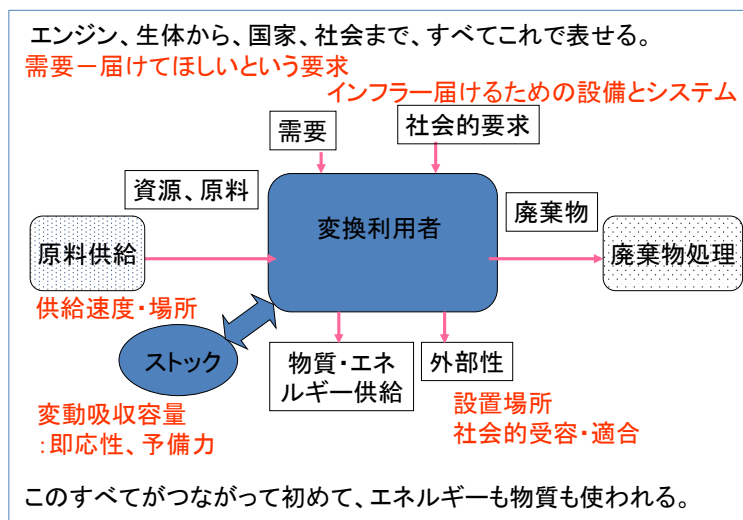 エンジン、生体から、国家、社会まで、すべてこれで表せる。
需要ー届けてほしいという要求
インフラー届けるための設備とシステム
需要
社会的要求
資源、原料
変換利用者
廃棄物
原料供給
廃棄物処理
供給速度・場所
ストック
物質・エネ
ルギー供給
外部性
変動吸収容量
：即応性、予備力
設置場所
社会的受容・適合
このすべてがつながって初めて、エネルギーも物質も使われる。